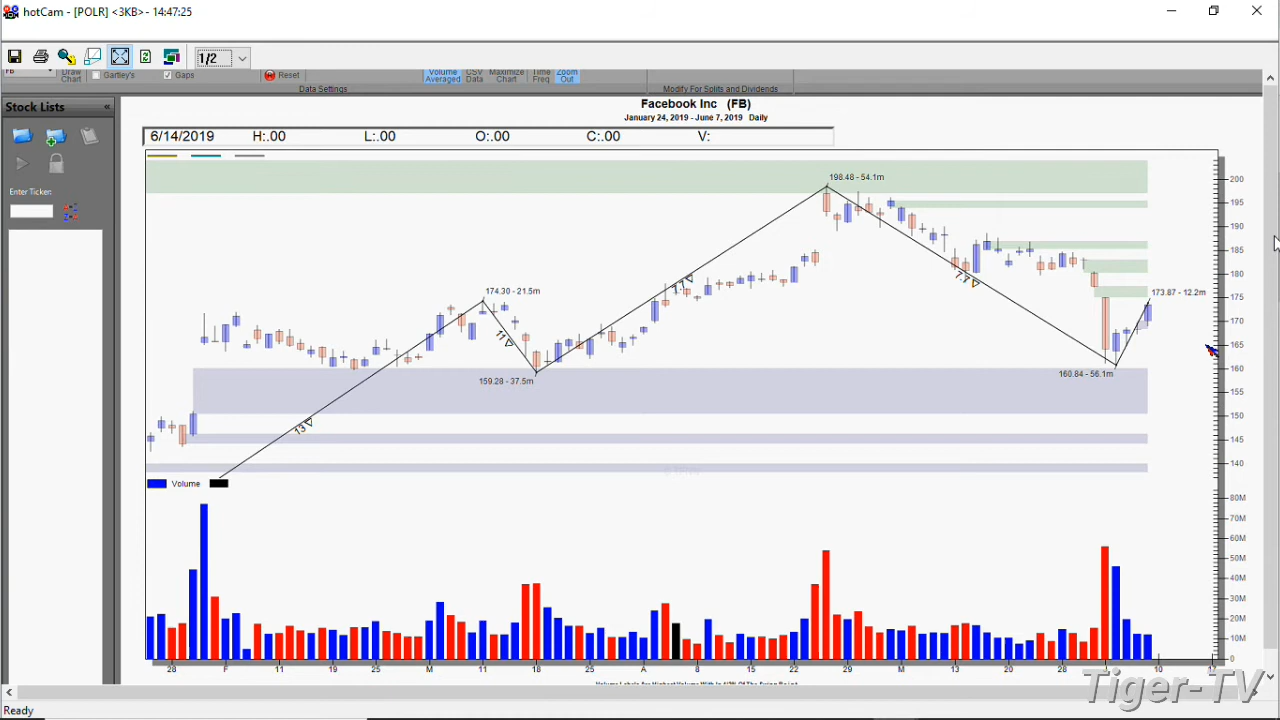 hotCam - [POLR] <3KB> - 14:47:25
1/2
FB
Draw Chart
Gartley's
Gaps
Reset
Volume Averaged
CSV Data
Maximize Chart
Time Freq
Zoom Out
Data Settings
Modify For Splits and Dividends
Stock Lists «
Enter Ticker:
Facebook Inc (FB)
January 24, 2019 - June 7, 2019 Daily
6/14/2019 H:.00 L:.00 O:.00 C:.00 V:
198.48 - 54.1m
174.30 - 21.5m
173.87 - 12.2m
159.28 - 37.5m
160.84 - 56.1m
13
11
7.7
200
195
190
185
180
175
170
165
160
155
150
145
140
Volume
80M
70M
60M
50M
40M
30M
20M
10M
0
28 F 11 19 25 M 11 18 25 A 8 15 22 29 M 13 20 28 10 17
Tiger-TV
Ready